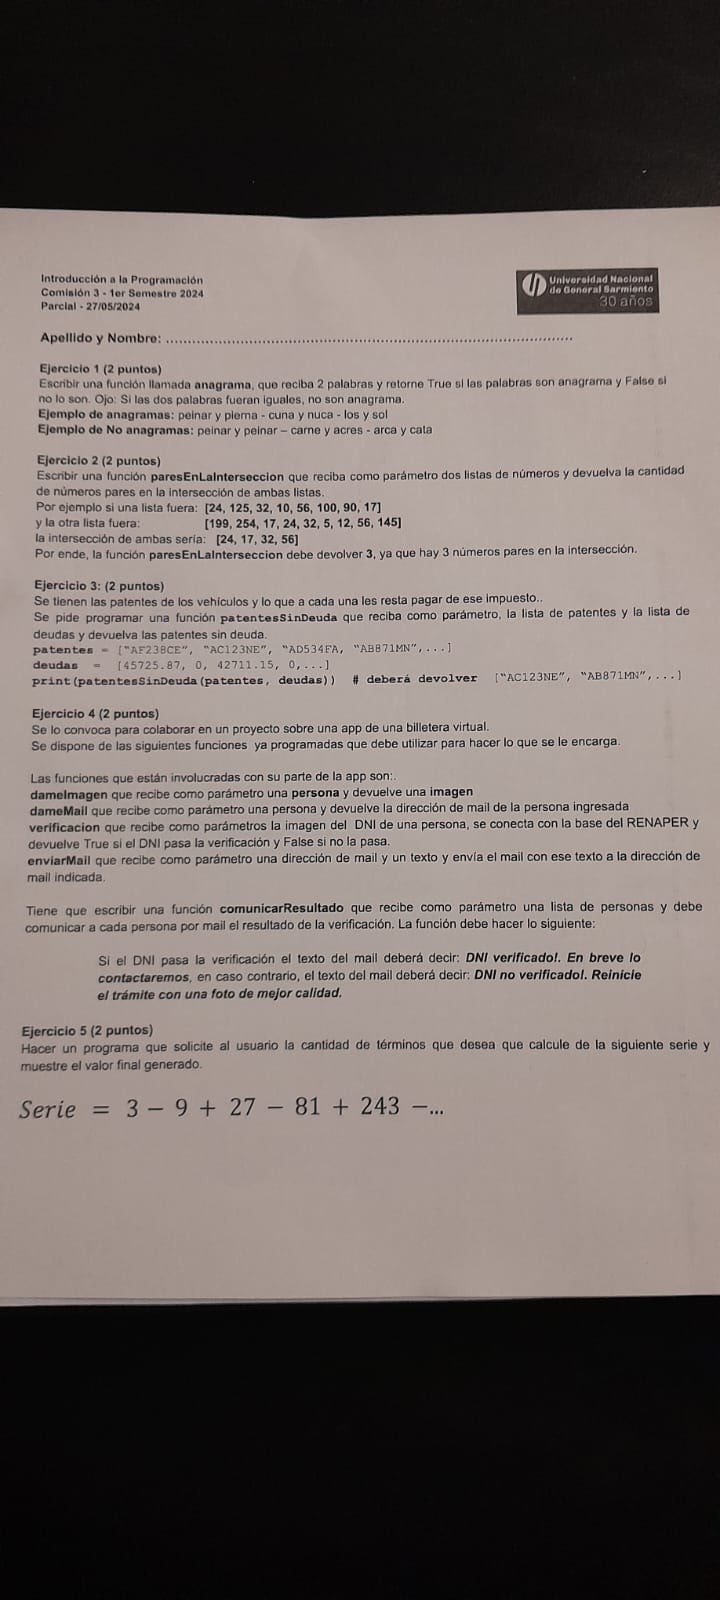 Introducción a la Programación
Comisión 3 - 1er Semestre 2024
Parcial - 27/05/2024
Universidad Nacional
de General Sarmiento
30 años
Apellido y Nombre: ....................................................................................................
Ejercicio 1 (2 puntos)
Escribir una función llamada anagrama, que reciba 2 palabras y retorne True si las palabras son anagrama y False si
no lo son. Ojo: Si las dos palabras fueran iguales, no son anagrama.
Ejemplo de anagramas: peinar y pierna - cuna y nuca - los y sol
Ejemplo de No anagramas: peinar y peinar – carne y acres - arca y cata
Ejercicio 2 (2 puntos)
Escribir una función paresEnLaInterseccion que reciba como parámetro dos listas de números y devuelva la cantidad
de números pares en la intersección de ambas listas.
Por ejemplo si una lista fuera: [24, 125, 32, 10, 56, 100, 90, 17]
y la otra lista fuera: [199, 254, 17, 24, 32, 5, 12, 56, 145]
la intersección de ambas sería: [24, 17, 32, 56]
Por ende, la función paresEnLaInterseccion debe devolver 3, ya que hay 3 números pares en la intersección.
Ejercicio 3: (2 puntos)
Se tienen las patentes de los vehículos y lo que a cada una les resta pagar de ese impuesto..
Se pide programar una función patentesSinDeuda que reciba como parámetro, la lista de patentes y la lista de
deudas y devuelva las patentes sin deuda.
patentes = ["AF238CE", "AC123NE", "AD534FA, "AB871MN",...]
deudas = [45725.87, 0, 42711.15, 0,...]
print(patentesSinDeuda(patentes, deudas)) # deberá devolver ["AC123NE", "AB871MN",...]
Ejercicio 4 (2 puntos)
Se lo convoca para colaborar en un proyecto sobre una app de una billetera virtual.
Se dispone de las siguientes funciones ya programadas que debe utilizar para hacer lo que se le encarga.
Las funciones que están involucradas con su parte de la app son:.
dameImagen que recibe como parámetro una persona y devuelve una imagen
dameMail que recibe como parámetro una persona y devuelve la dirección de mail de la persona ingresada
verificacion que recibe como parámetros la imagen del DNI de una persona, se conecta con la base del RENAPER y
devuelve True si el DNI pasa la verificación y False si no la pasa.
enviarMail que recibe como parámetro una dirección de mail y un texto y envía el mail con ese texto a la dirección de
mail indicada.
Tiene que escribir una función comunicarResultado que recibe como parámetro una lista de personas y debe
comunicar a cada persona por mail el resultado de la verificación. La función debe hacer lo siguiente:
Si el DNI pasa la verificación el texto del mail deberá decir: DNI verificado!. En breve lo
contactaremos, en caso contrario, el texto del mail deberá decir: DNI no verificado!. Reinicie
el trámite con una foto de mejor calidad.
Ejercicio 5 (2 puntos)
Hacer un programa que solicite al usuario la cantidad de términos que desea que calcule de la siguiente serie y
muestre el valor final generado.
Serie = 3 − 9 + 27 − 81 + 243 −...